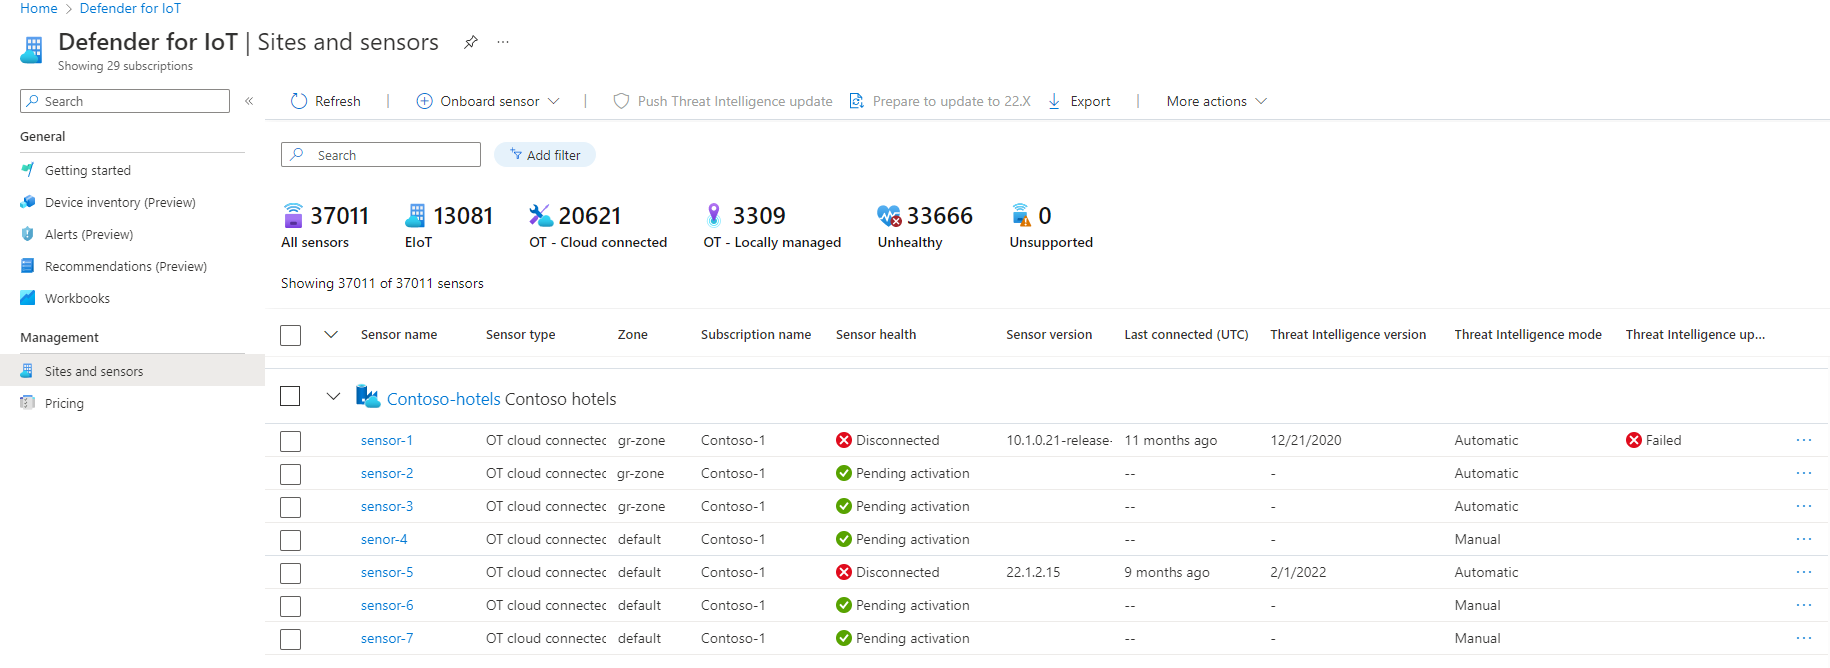 Home > Defender for IoT
Defender for IoT | Sites and sensors ···
Showing 29 subscriptions
Search «
General
Getting started
Device inventory (Preview)
Alerts (Preview)
Recommendations (Preview)
Workbooks
Management
Sites and sensors
Pricing
Refresh | Onboard sensor | Push Threat Intelligence update Prepare to update to 22.X Export | More actions
Search Add filter
37011 13081 20621 3309 33666 0
All sensors EIoT OT - Cloud connected OT - Locally managed Unhealthy Unsupported
Showing 37011 of 37011 sensors
Sensor name Sensor type Zone Subscription name Sensor health Sensor version Last connected (UTC) Threat Intelligence version Threat Intelligence mode Threat Intelligence up...
Contoso-hotels Contoso hotels
sensor-1 OT cloud connected gr-zone Contoso-1 Disconnected 10.1.0.21-release- 11 months ago 12/21/2020 Automatic Failed ···
sensor-2 OT cloud connected gr-zone Contoso-1 Pending activation -- - Automatic ···
sensor-3 OT cloud connected gr-zone Contoso-1 Pending activation -- - Automatic ···
senor-4 OT cloud connected default Contoso-1 Pending activation -- - Manual ···
sensor-5 OT cloud connected default Contoso-1 Disconnected 22.1.2.15 9 months ago 2/1/2022 Automatic ···
sensor-6 OT cloud connected default Contoso-1 Pending activation -- - Manual ···
sensor-7 OT cloud connected default Contoso-1 Pending activation -- - Manual ···